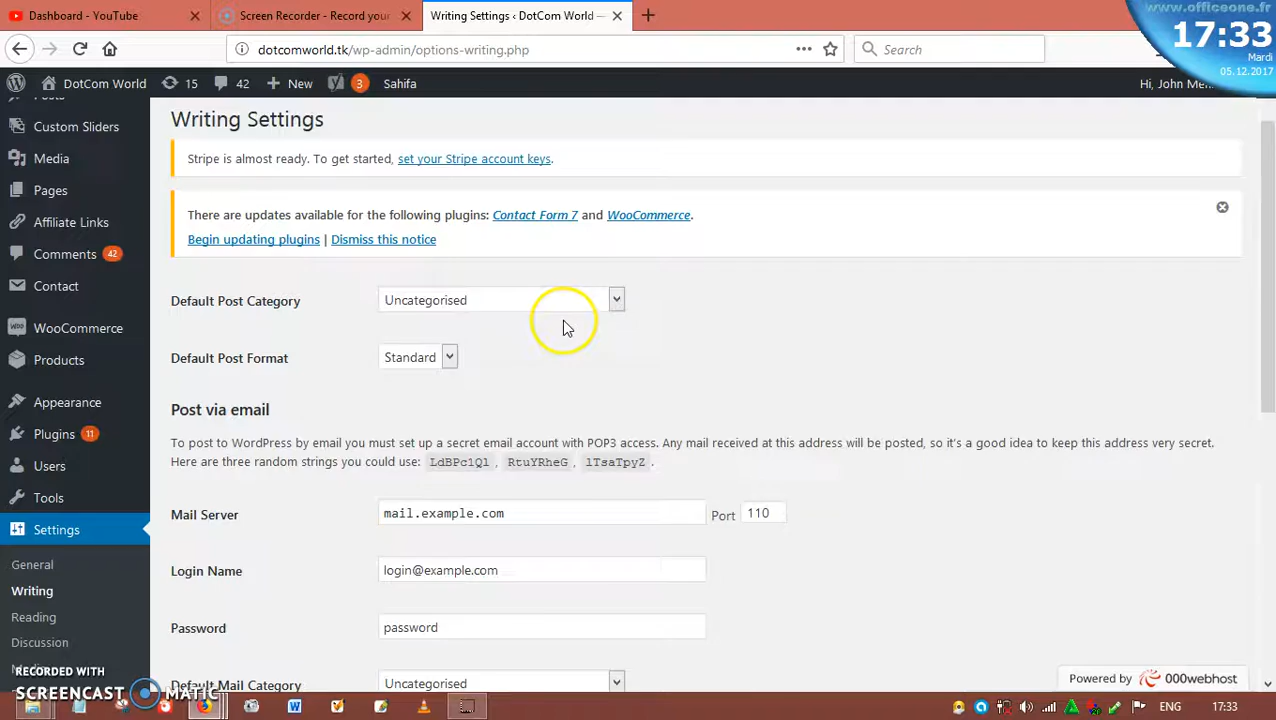 Dashboard - YouTube
Screen Recorder - Record your
Writing Settings ‹ DotCom World —
www.officeone.fr
17:33
Mardi
05.12.2017
dotcomworld.tk/wp-admin/options-writing.php
Search
DotCom World
15
42
New
3
Sahifa
Hi, John
Custom Sliders
Media
Pages
Affiliate Links
Comments 42
Contact
WooCommerce
Products
Appearance
Plugins 11
Users
Tools
Settings
General
Writing
Reading
Discussion
Writing Settings
Stripe is almost ready. To get started, set your Stripe account keys.
There are updates available for the following plugins: Contact Form 7 and WooCommerce.
Begin updating plugins | Dismiss this notice
Default Post Category Uncategorised
Default Post Format Standard
Post via email
To post to WordPress by email you must set up a secret email account with POP3 access. Any mail received at this address will be posted, so it's a good idea to keep this address very secret.
Here are three random strings you could use: LdBPc1Ql, RtuYRheG, lTsaTpyZ.
Mail Server mail.example.com Port 110
Login Name login@example.com
Password password
Default Mail Category Uncategorised
Powered by 000webhost
RECORDED WITH
SCREENCAST MATIC
ENG
17:33